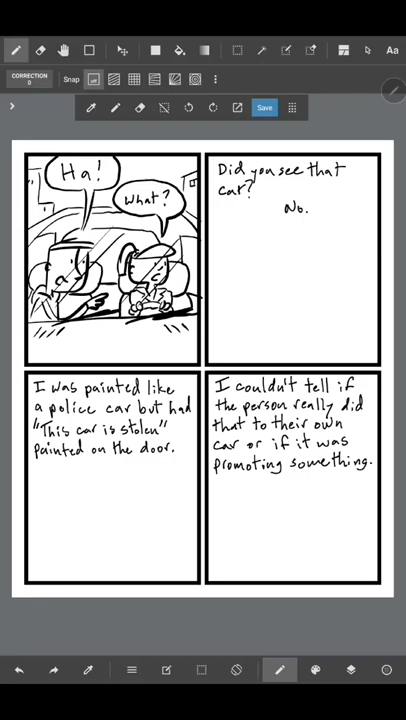 Aa
CORRECTION
0
Snap
off
Save
Ha!
What?
Did you see that
car?
No.
I was painted like
a police car but had
"This car is stolen"
painted on the door.
I couldn't tell if
the person really did
that to their own
car or if it was
promoting something.